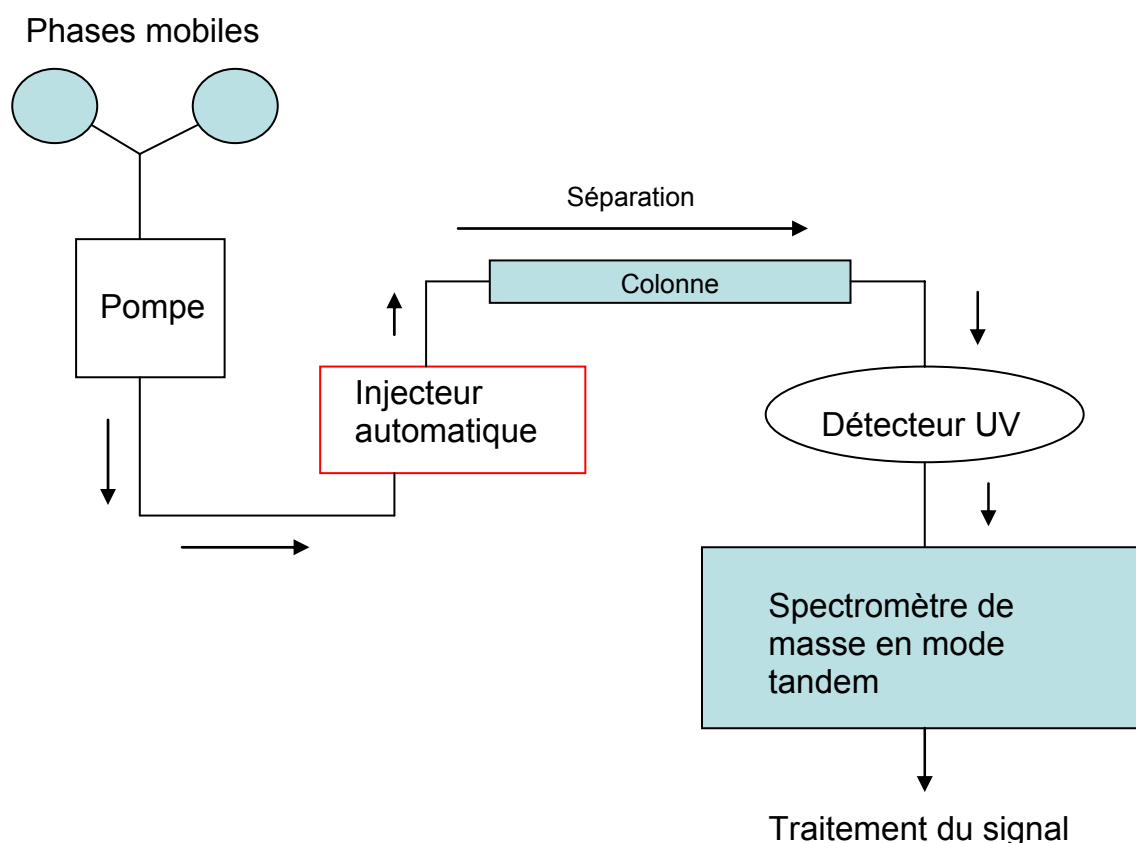 Phases mobiles
Séparation
Colonne
Pompe
Injecteur
automatique
Détecteur UV
Spectromètre de
masse en mode
tandem
Traitement du signal